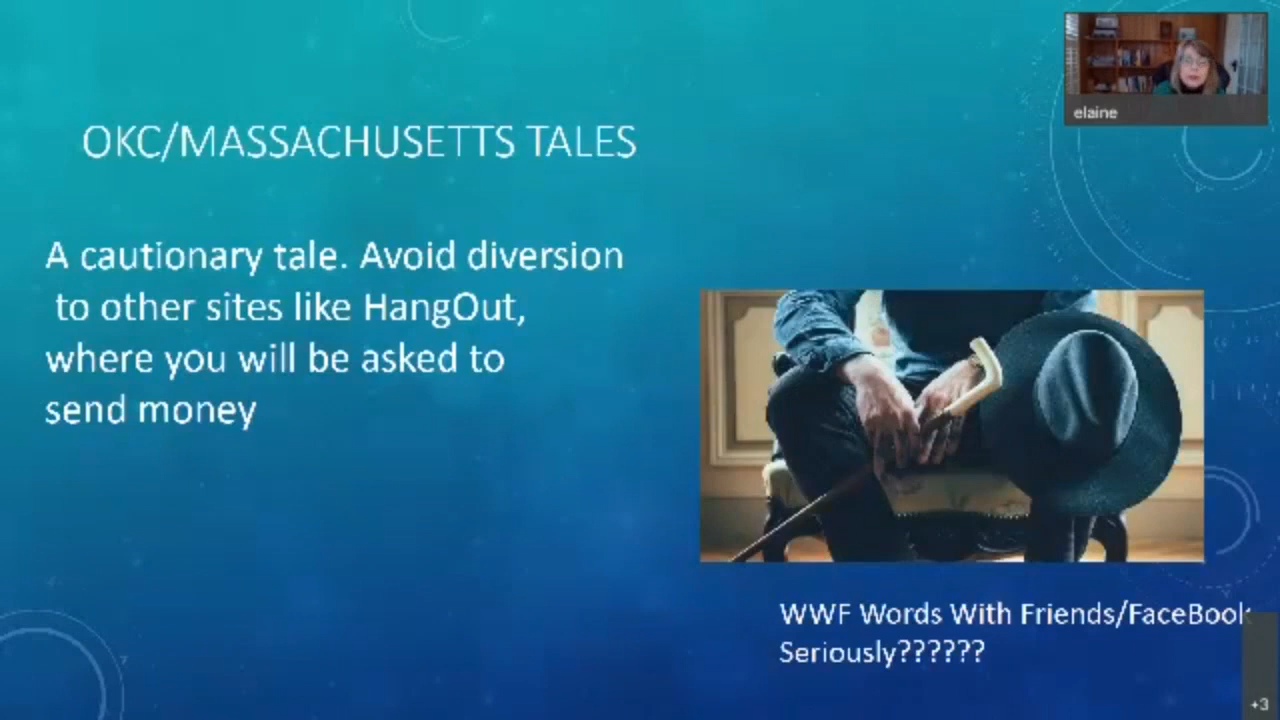 elaine
OKC/MASSACHUSETTS TALES
A cautionary tale. Avoid diversion
to other sites like HangOut,
where you will be asked to
send money
WWF Words With Friends/FaceBook
Seriously??????
+3